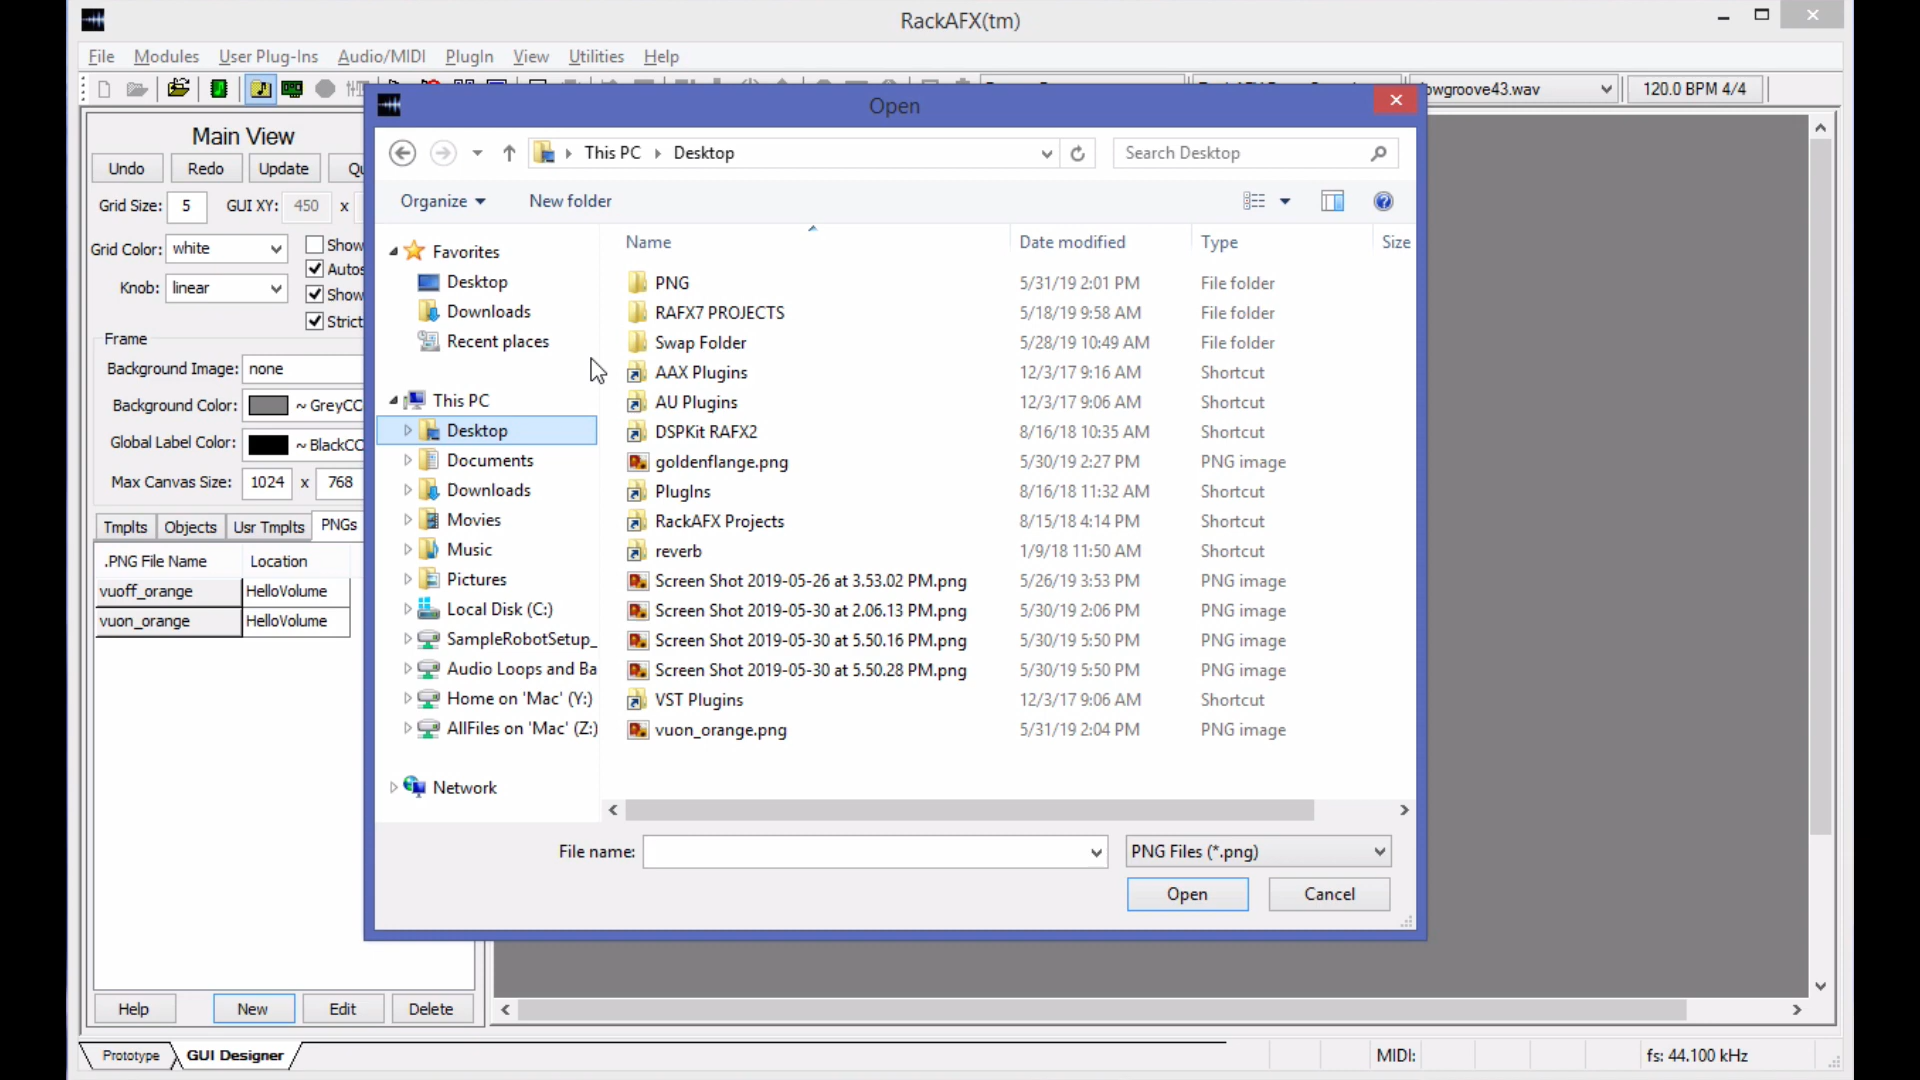 RackAFX(tm)
File Modules User Plug-Ins Audio/MIDI PlugIn View Utilities Help
owgroove43.wav 120.0 BPM 4/4
Open
Main View
This PC Desktop Search Desktop
Undo Redo Update
Organize New folder
Grid Size: 5 GUI XY: 450 x
Name Date modified Type Size
Grid Color: white Show
Autos
Knob: linear Show
Strict
Frame
Background Image: none
Background Color: ~ GreyCC
Global Label Color: ~ BlackCC
Max Canvas Size: 1024 x 768
Tmplts Objects Usr Tmplts PNGs
.PNG File Name Location
vuoff_orange HelloVolume
vuon_orange HelloVolume
Favorites
Desktop
Downloads
Recent places
This PC
Desktop
Documents
Downloads
Movies
Music
Pictures
Local Disk (C:)
SampleRobotSetup_
Audio Loops and Ba
Home on 'Mac' (Y:)
AllFiles on 'Mac' (Z:)
Network
PNG 5/31/19 2:01 PM File folder
RAFX7 PROJECTS 5/18/19 9:58 AM File folder
Swap Folder 5/28/19 10:49 AM File folder
AAX Plugins 12/3/17 9:16 AM Shortcut
AU Plugins 12/3/17 9:06 AM Shortcut
DSPKit RAFX2 8/16/18 10:35 AM Shortcut
goldenflange.png 5/30/19 2:27 PM PNG image
PlugIns 8/16/18 11:32 AM Shortcut
RackAFX Projects 8/15/18 4:14 PM Shortcut
reverb 1/9/18 11:50 AM Shortcut
Screen Shot 2019-05-26 at 3.53.02 PM.png 5/26/19 3:53 PM PNG image
Screen Shot 2019-05-30 at 2.06.13 PM.png 5/30/19 2:06 PM PNG image
Screen Shot 2019-05-30 at 5.50.16 PM.png 5/30/19 5:50 PM PNG image
Screen Shot 2019-05-30 at 5.50.28 PM.png 5/30/19 5:50 PM PNG image
VST Plugins 12/3/17 9:06 AM Shortcut
vuon_orange.png 5/31/19 2:04 PM PNG image
File name: PNG Files (*.png)
Open Cancel
Help New Edit Delete
Prototype GUI Designer MIDI: fs: 44.100 kHz